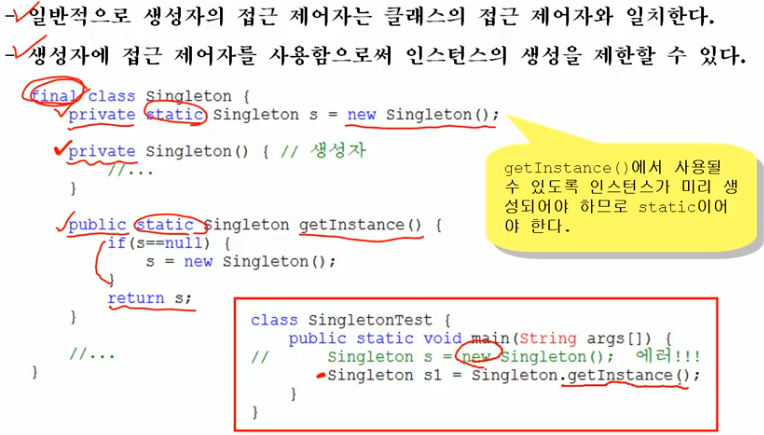 - 일반적으로 생성자의 접근 제어자는 클래스의 접근 제어자와 일치한다.
- 생성자에 접근 제어자를 사용함으로써 인스턴스의 생성을 제한할 수 있다.
final class Singleton {
    private static Singleton s = new Singleton();
    private Singleton() { // 생성자
        //...
    }
    public static Singleton getInstance() {
        if(s==null) {
            s = new Singleton();
        }
        return s;
    }
    //...
}
getInstance()에서 사용될
수 있도록 인스턴스가 미리 생
성되어야 하므로 static이어
야 한다.
class SingletonTest {
    public static void main(String args[]) {
//      Singleton s = new Singleton();  에러!!!
        Singleton s1 = Singleton.getInstance();
    }
}